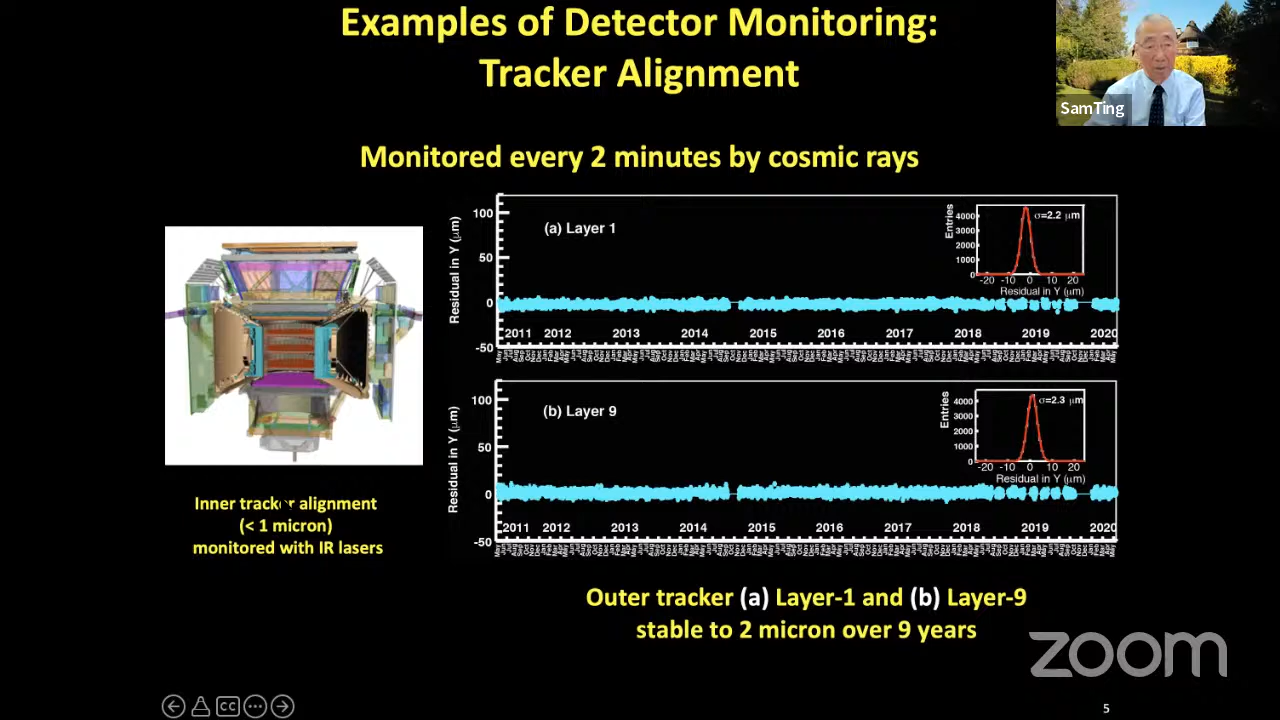 Examples of Detector Monitoring:
Tracker Alignment
SamTing
Monitored every 2 minutes by cosmic rays
Residual in Y (μm)
100
50
0
-50
(a) Layer 1
2011 2012 2013 2014 2015 2016 2017 2018 2019 2020
Entries
4000
3000
2000
1000
0
σ=2.2 μm
-20 -10 0 10 20
Residual in Y (μm)
Residual in Y (μm)
100
50
0
-50
(b) Layer 9
2011 2012 2013 2014 2015 2016 2017 2018 2019 2020
Entries
4000
3000
2000
1000
0
σ=2.3 μm
-20 -10 0 10 20
Residual in Y (μm)
Inner tracker alignment
(< 1 micron)
monitored with IR lasers
Outer tracker (a) Layer-1 and (b) Layer-9
stable to 2 micron over 9 years
zoom
CC
5